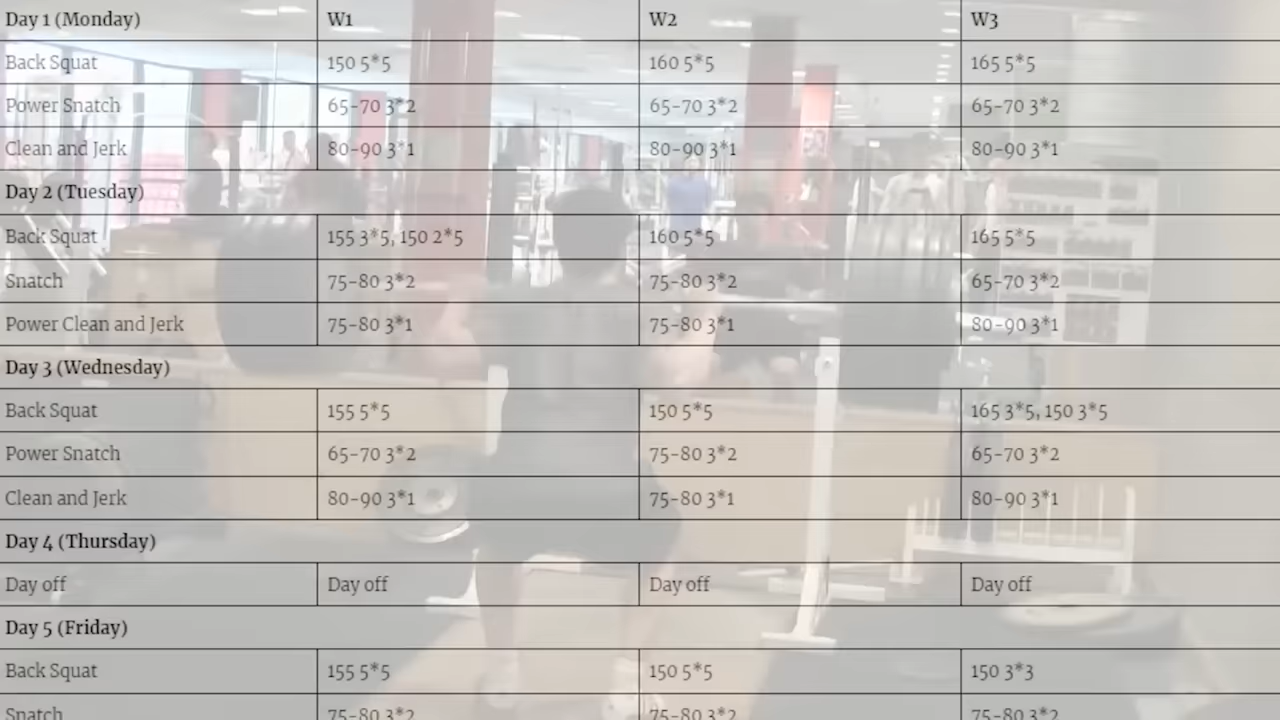 Day 1 (Monday) W1 W2 W3
Back Squat 150 5*5 160 5*5 165 5*5
Power Snatch 65-70 3*2 65-70 3*2 65-70 3*2
Clean and Jerk 80-90 3*1 80-90 3*1 80-90 3*1
Day 2 (Tuesday)
Back Squat 155 3*5, 150 2*5 160 5*5 165 5*5
Snatch 75-80 3*2 75-80 3*2 65-70 3*2
Power Clean and Jerk 75-80 3*1 75-80 3*1 80-90 3*1
Day 3 (Wednesday)
Back Squat 155 5*5 150 5*5 165 3*5, 150 3*5
Power Snatch 65-70 3*2 75-80 3*2 65-70 3*2
Clean and Jerk 80-90 3*1 75-80 3*1 80-90 3*1
Day 4 (Thursday)
Day off Day off Day off Day off
Day 5 (Friday)
Back Squat 155 5*5 150 5*5 150 3*3
Snatch 75-80 3*2 75-80 3*2 75-80 3*2